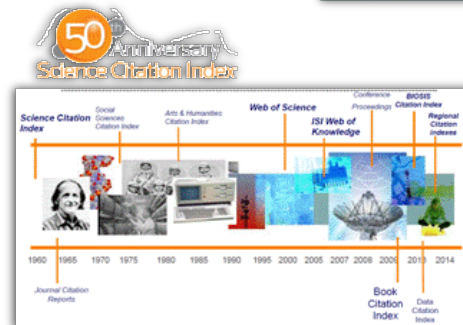 50th
Anniversary
Science Citation Index
Science Citation
Index
Social
Sciences
Citation Index
Arts & Humanities
Citation Index
Web of Science
ISI Web of
Knowledge
Conference
Proceedings
BIOSIS
Citation Index
Regional
Citation
Indexes
1960 1965 1970 1975 1980 1985 1990 1995 2000 2005 2007 2008 2009 2013 2014
Journal Citation
Reports
Book
Citation
Index
Data
Citation
Index